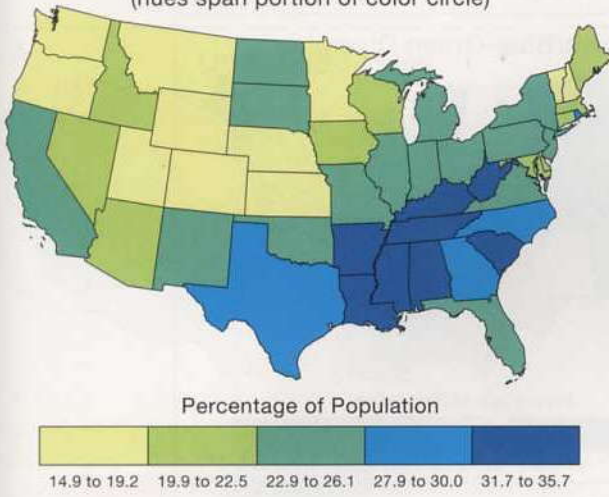 (hues span portion of color circle)
Percentage of Population
14.9 to 19.2 19.9 to 22.5 22.9 to 26.1 27.9 to 30.0 31.7 to 35.7